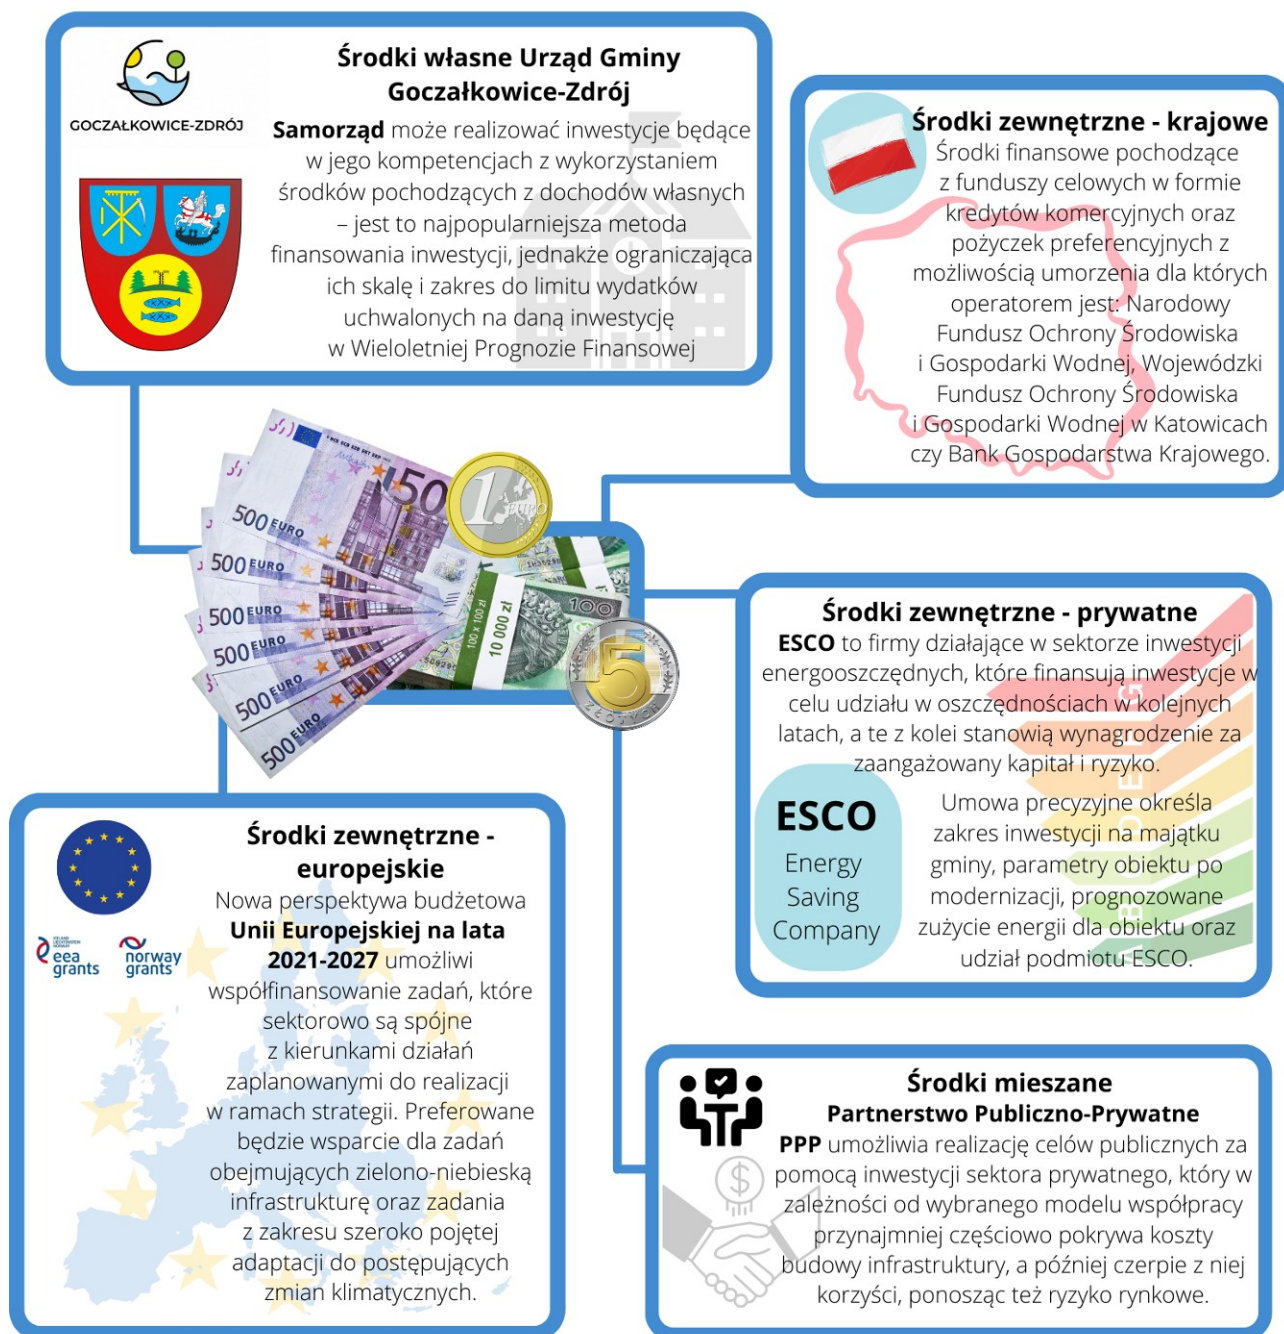 GOCZAŁKOWICE-ZDRÓJ
Środki własne Urząd Gminy
Goczałkowice-Zdrój
Samorząd może realizować inwestycje będące
w jego kompetencjach z wykorzystaniem
środków pochodzących z dochodów własnych
– jest to najpopularniejsza metoda
finansowania inwestycji, jednakże ograniczająca
ich skalę i zakres do limitu wydatków
uchwalonych na daną inwestycję
w Wieloletniej Prognozie Finansowej
Środki zewnętrzne - krajowe
Środki finansowe pochodzące
z funduszy celowych w formie
kredytów komercyjnych oraz
pożyczek preferencyjnych z
możliwością umorzenia dla których
operatorem jest: Narodowy
Fundusz Ochrony Środowiska
i Gospodarki Wodnej, Wojewódzki
Fundusz Ochrony Środowiska
i Gospodarki Wodnej w Katowicach
czy Bank Gospodarstwa Krajowego.
50
1 EURO
500 EURO
500 EURO
500 EURO
500 EURO
500 EURO
500 EURO
100 x 100 zł
10 000 zł
100
5
ZŁOTYCH
Środki zewnętrzne - prywatne
ESCO to firmy działające w sektorze inwestycji
energooszczędnych, które finansują inwestycje w
celu udziału w oszczędnościach w kolejnych
latach, a te z kolei stanowią wynagrodzenie za
zaangażowany kapitał i ryzyko.
ESCO
Energy
Saving
Company
Umowa precyzyjne określa
zakres inwestycji na majątku
gminy, parametry obiektu po
modernizacji, prognozowane
zużycie energii dla obiektu oraz
udział podmiotu ESCO.
A B C D E F G
Środki zewnętrzne -
europejskie
Nowa perspektywa budżetowa
Unii Europejskiej na lata
2021-2027 umożliwi
współfinansowanie zadań, które
sektorowo są spójne
z kierunkami działań
zaplanowanymi do realizacji
w ramach strategii. Preferowane
będzie wsparcie dla zadań
obejmujących zielono-niebieską
infrastrukturę oraz zadania
z zakresu szeroko pojętej
adaptacji do postępujących
zmian klimatycznych.
eea
grants
norway
grants
Środki mieszane
Partnerstwo Publiczno-Prywatne
PPP umożliwia realizację celów publicznych za
pomocą inwestycji sektora prywatnego, który w
zależności od wybranego modelu współpracy
przynajmniej częściowo pokrywa koszty
budowy infrastruktury, a później czerpie z niej
korzyści, ponosząc też ryzyko rynkowe.